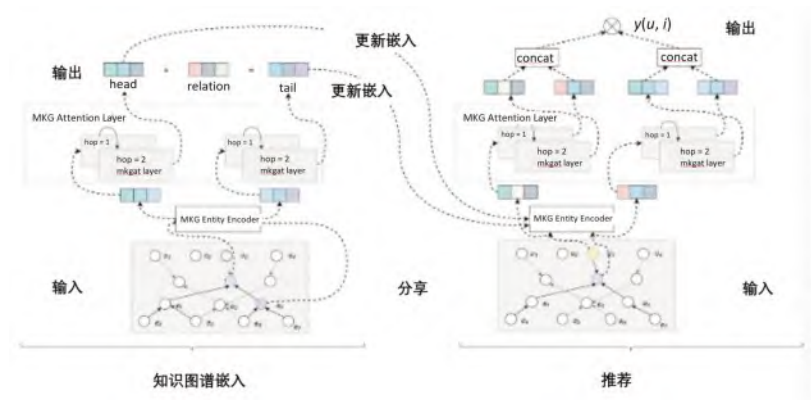 更新嵌入
y(u, i)
输出
concat
concat
输出
head
relation
tail
更新嵌入
MKG Attention Layer
hop = 1
hop = 2
mkgat layer
hop = 1
hop = 2
mkgat layer
MKG Attention Layer
hop = 1
hop = 2
mkgat layer
hop = 1
hop = 2
mkgat layer
MKG Entity Encoder
MKG Entity Encoder
输入
分享
输入
知识图谱嵌入
推荐